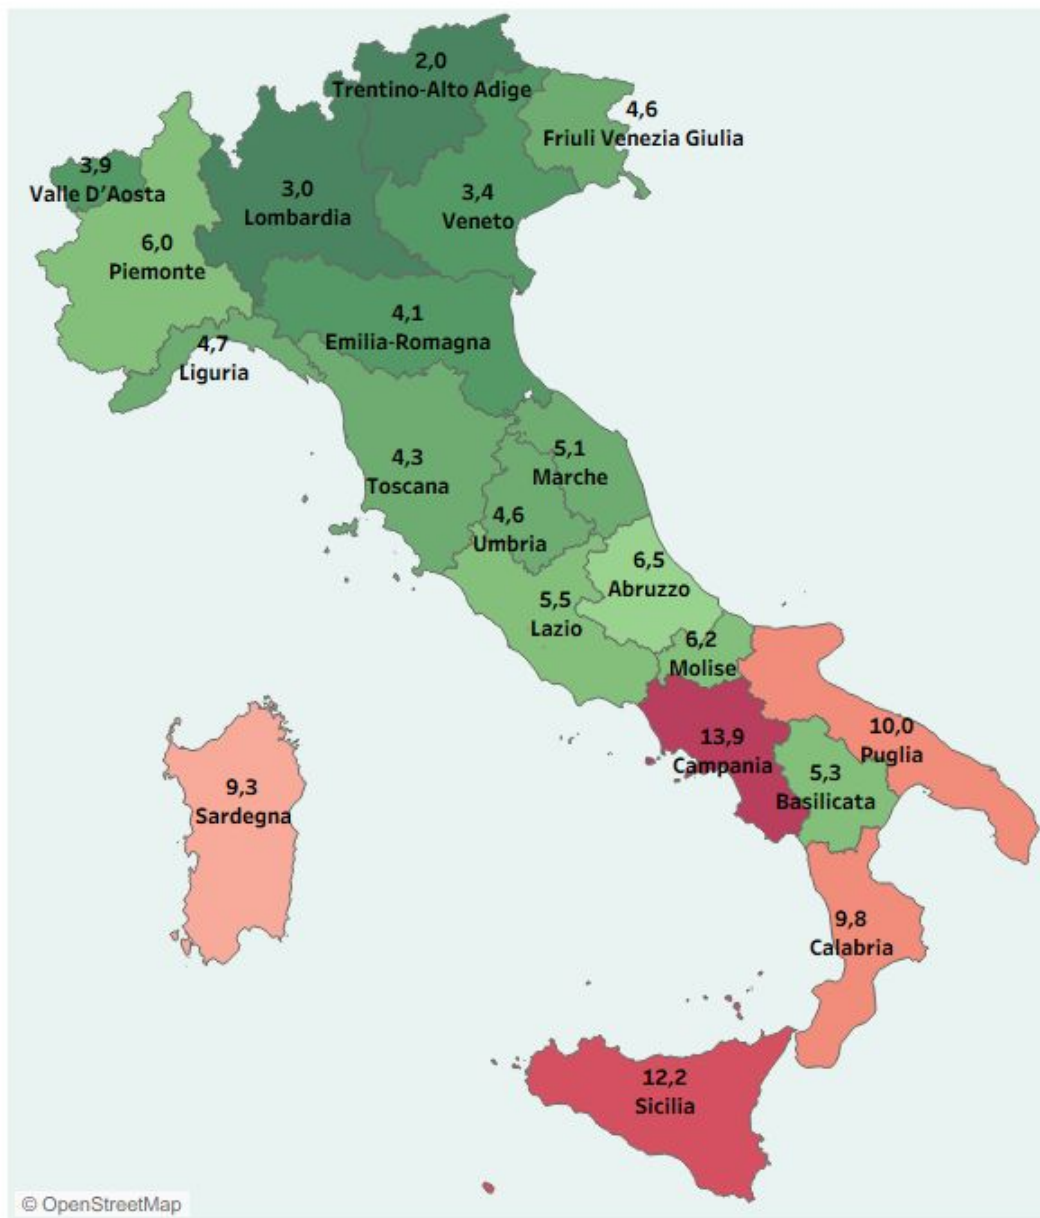 2,0
Trentino-Alto Adige
4,6
Friuli Venezia Giulia
3,9
Valle D'Aosta
3,0
Lombardia
3,4
Veneto
6,0
Piemonte
4,1
Emilia-Romagna
4,7
Liguria
4,3
Toscana
5,1
Marche
4,6
Umbria
6,5
Abruzzo
5,5
Lazio
6,2
Molise
13,9
Campania
10,0
Puglia
5,3
Basilicata
9,3
Sardegna
9,8
Calabria
12,2
Sicilia
© OpenStreetMap